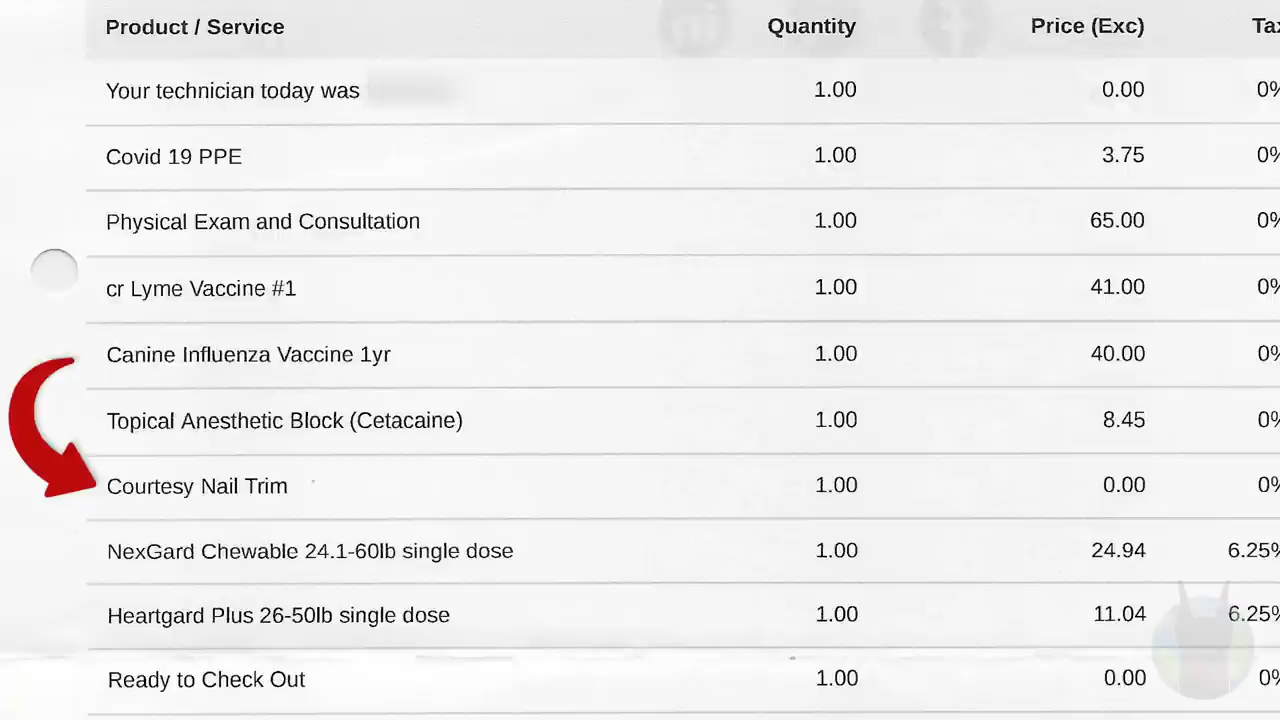 Product / Service Quantity Price (Exc) Tax
Your technician today was 1.00 0.00 0%
Covid 19 PPE 1.00 3.75 0%
Physical Exam and Consultation 1.00 65.00 0%
cr Lyme Vaccine #1 1.00 41.00 0%
Canine Influenza Vaccine 1yr 1.00 40.00 0%
Topical Anesthetic Block (Cetacaine) 1.00 8.45 0%
Courtesy Nail Trim 1.00 0.00 0%
NexGard Chewable 24.1-60lb single dose 1.00 24.94 6.25%
Heartgard Plus 26-50lb single dose 1.00 11.04 6.25%
Ready to Check Out 1.00 0.00 0%